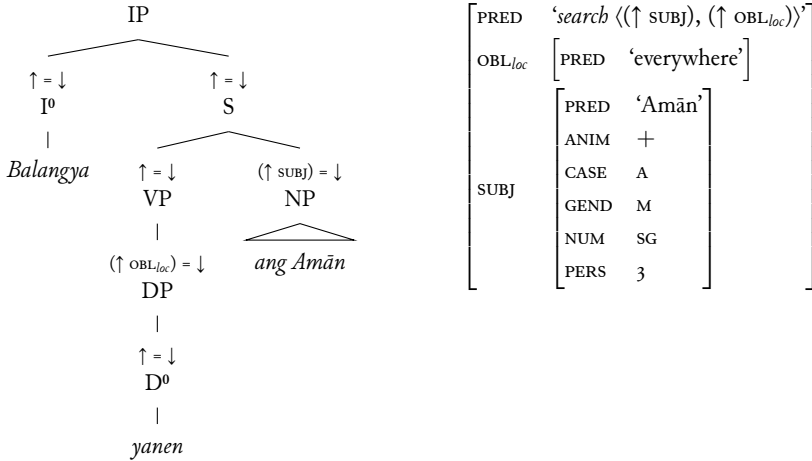 IP
↑ = ↓ ↑ = ↓
I⁰ S
Balangya ↑ = ↓ (↑ SUBJ) = ↓
VP NP
(↑ OBL_loc) = ↓ ang Amān
DP
↑ = ↓
D⁰
yanen
PRED ‘search ⟨(↑ SUBJ), (↑ OBL_loc)⟩’
OBL_loc [PRED ‘everywhere’]
PRED ‘Amān’
ANIM +
CASE A
SUBJ GEND M
NUM SG
PERS 3